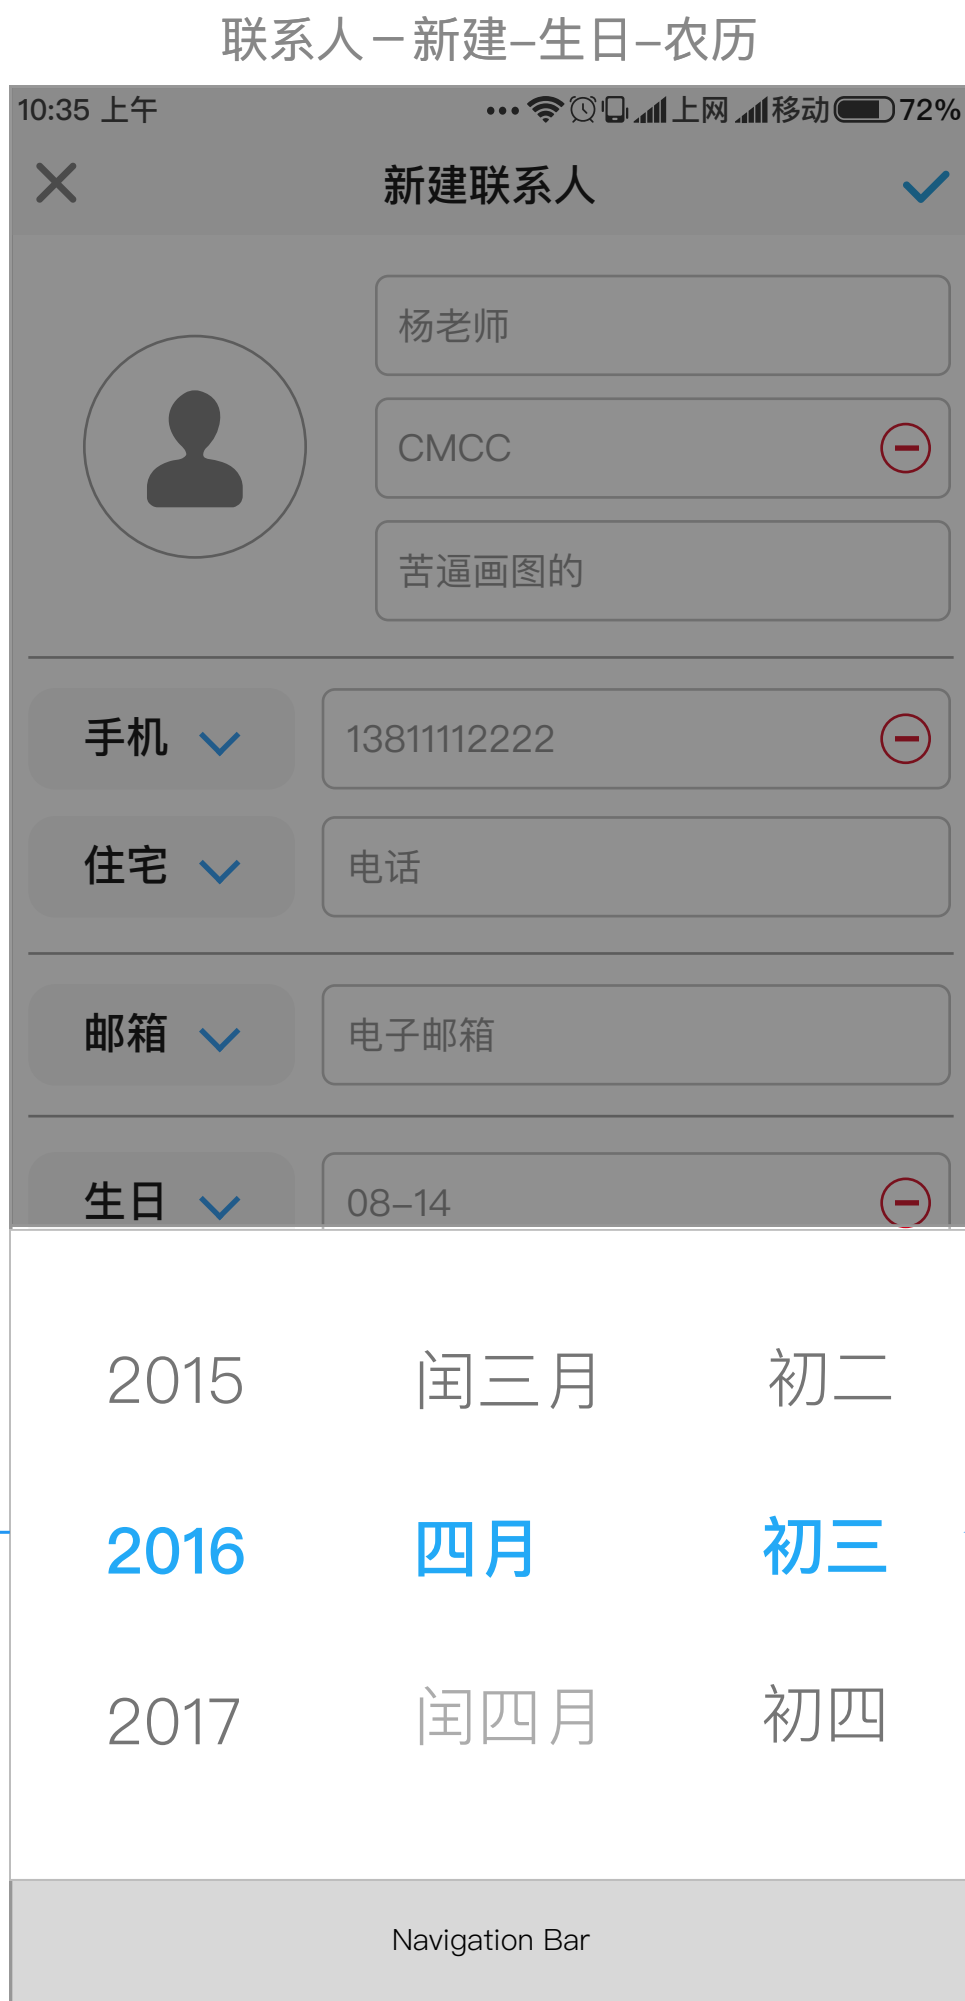 联系人－新建–生日–农历
10:35 上午 上网 移动 72%
新建联系人
杨老师
CMCC
苦逼画图的
手机 13811112222
住宅 电话
邮箱 电子邮箱
生日 08–14
2015 闰三月 初二
2016 四月 初三
2017 闰四月 初四
Navigation Bar